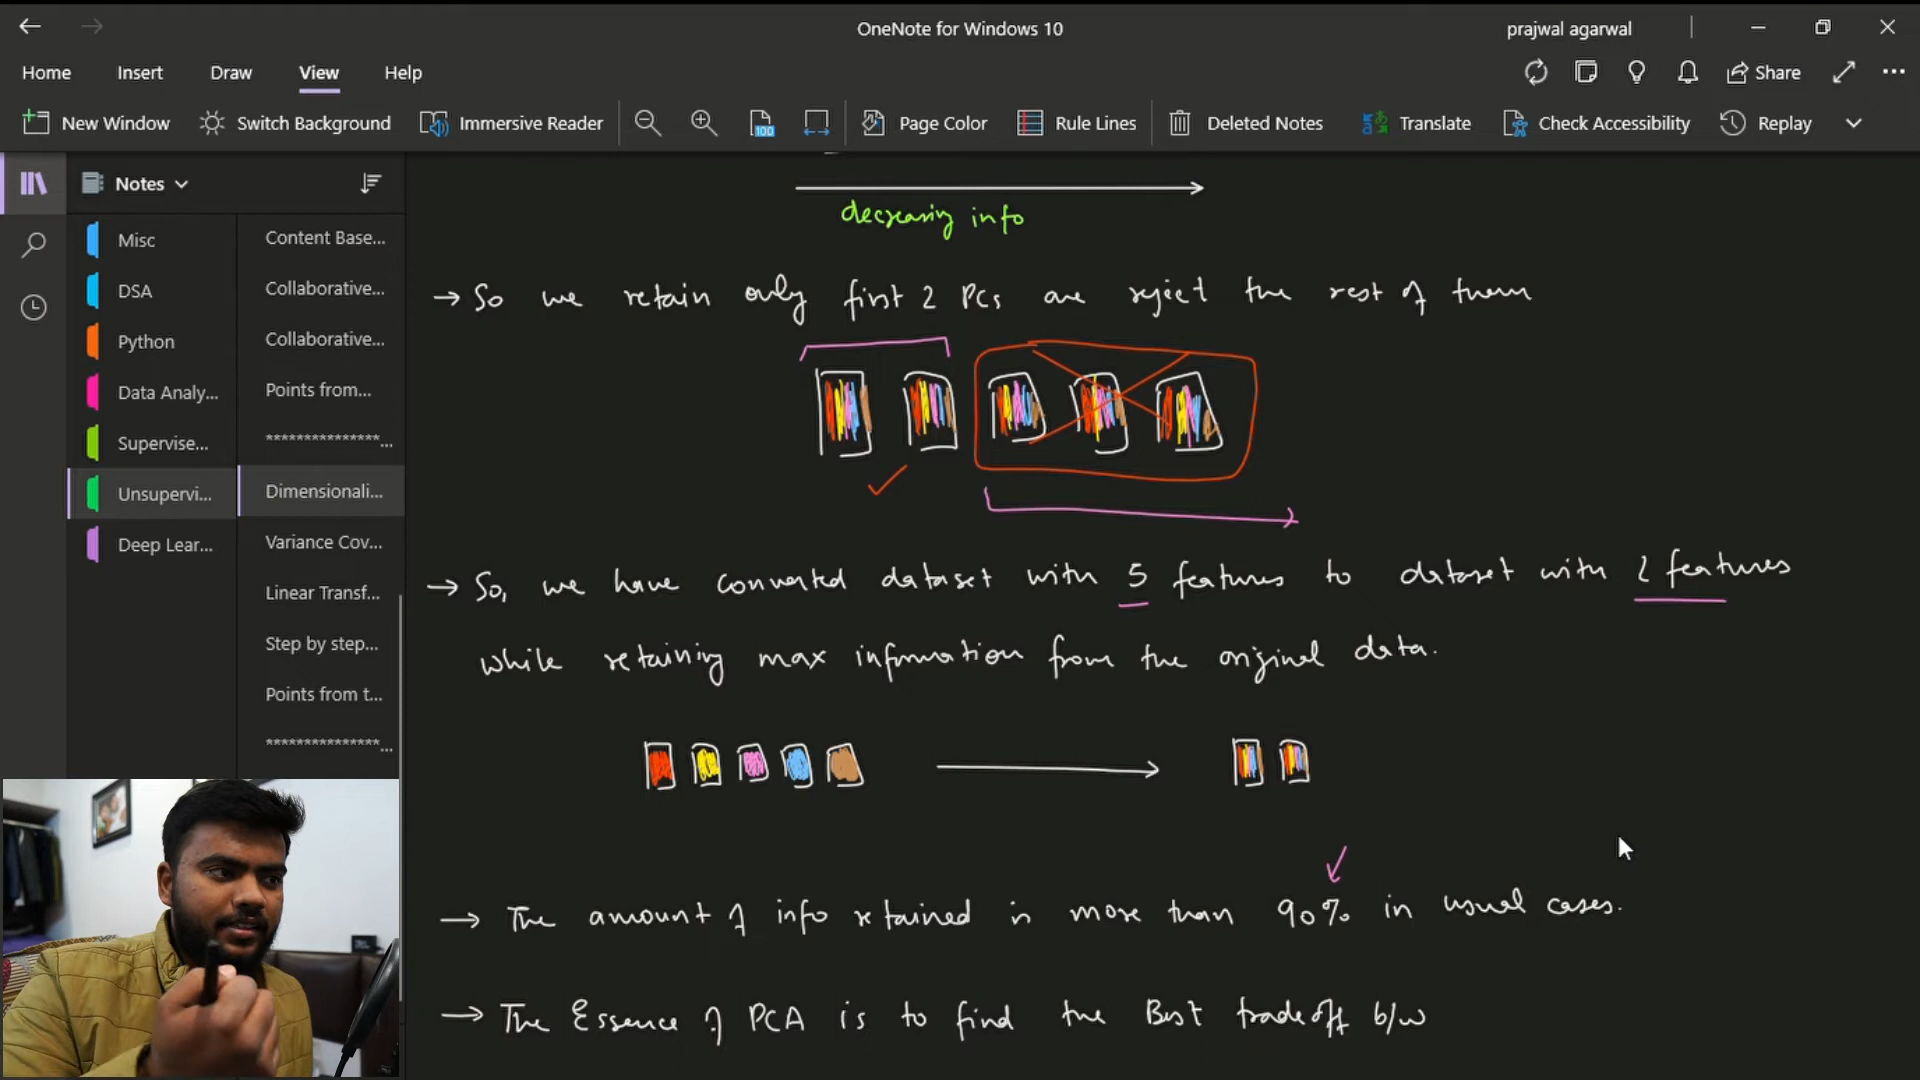 OneNote for Windows 10
prajwal agarwal
Home Insert Draw View Help
Share
New Window Switch Background Immersive Reader 100 Page Color Rule Lines Deleted Notes Translate Check Accessibility Replay
Notes
Misc
DSA
Python
Data Analy...
Supervise...
Unsupervi...
Deep Lear...
Content Base...
Collaborative...
Collaborative...
Points from...
***************...
Dimensionali...
Variance Cov...
Linear Transf...
Step by step...
Points from t...
***************...
decreasing info
→ So we retain only first 2 PCs are reject the rest of them
→ So, we have converted dataset with 5 features to dataset with 2 features
while retaining max information from the original data.
→ The amount of info retained is more than 90% in usual cases.
→ The Essence of PCA is to find the Best tradeoff b/w